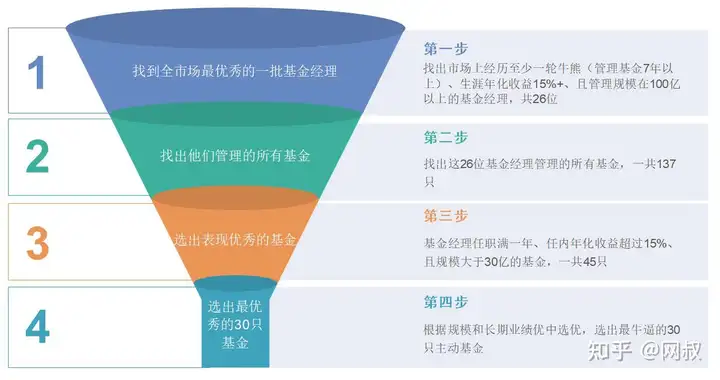 1
找到全市场最优秀的一批基金经理
第一步
找出市场上经历至少一轮牛熊（管理基金7年以
上）、生涯年化收益15%+、且管理规模在100亿
以上的基金经理，共26位
2
找出他们管理的所有基金
第二步
找出这26位基金经理管理的所有基金，一共137
只
3
选出表现优秀的基金
第三步
基金经理任职满一年、任内年化收益超过15%、
且规模大于30亿的基金，一共45只
4
选出最优
秀的30只
基金
第四步
根据规模和长期业绩优中选优，选出最牛逼的30
只主动基金
知乎 @网叔